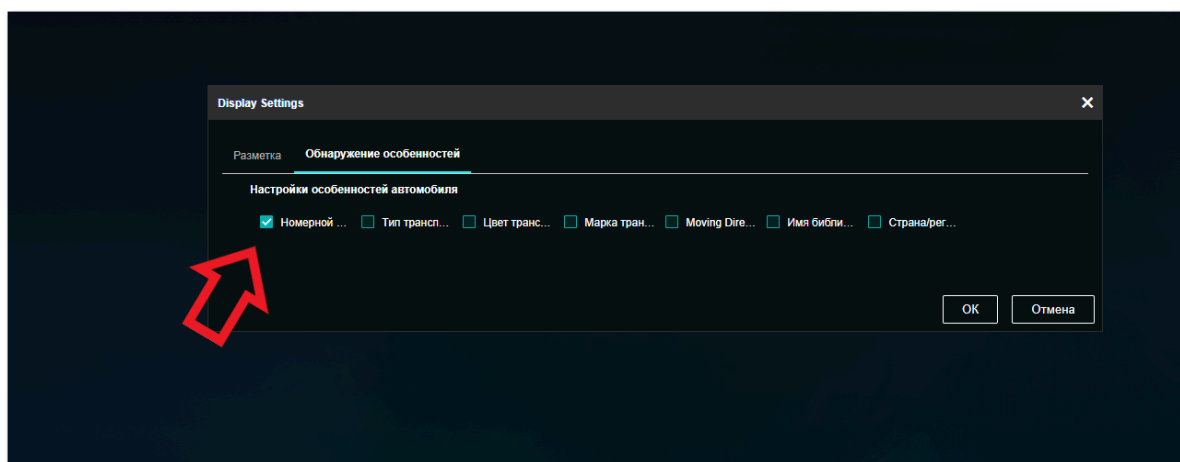 Display Settings
Разметка Обнаружение особенностей
Настройки особенностей автомобиля
Номерной ... Тип трансп... Цвет транс... Марка тран... Moving Dire... Имя библи... Страна/рег...
OK Отмена